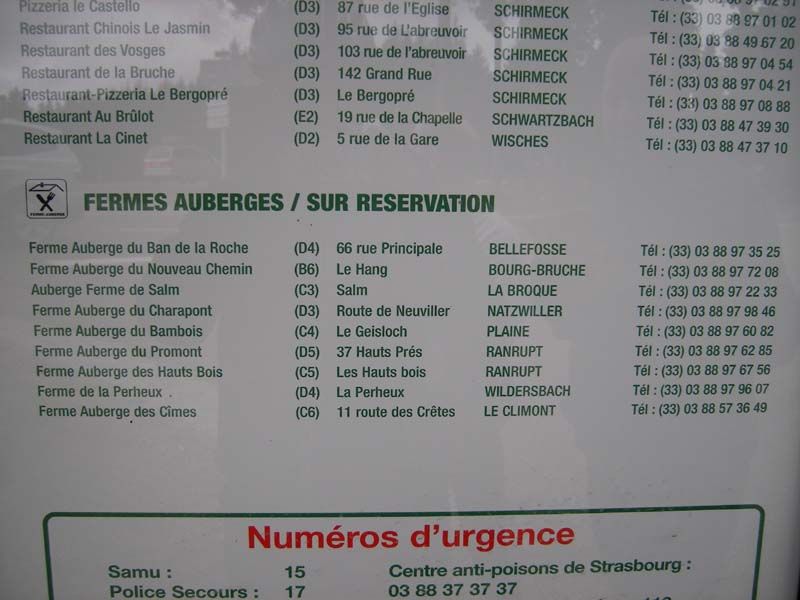 Pizzeria le Castello (D3) 87 rue de l'Eglise SCHIRMECK Tél : (33) 03 88 97 01 02
Restaurant Chinois Le Jasmin (D3) 95 rue de L'abreuvoir SCHIRMECK Tél : (33) 03 88 49 67 20
Restaurant des Vosges (D3) 103 rue de l'abreuvoir SCHIRMECK Tél : (33) 03 88 97 04 54
Restaurant de la Bruche (D3) 142 Grand Rue SCHIRMECK Tél : (33) 03 88 97 04 21
Restaurant-Pizzeria Le Bergopré (D3) Le Bergopré SCHIRMECK Tél : (33) 03 88 97 08 88
Restaurant Au Brûlot (E2) 19 rue de la Chapelle SCHWARTZBACH Tél : (33) 03 88 47 39 30
Restaurant La Cinet (D2) 5 rue de la Gare WISCHES Tél : (33) 03 88 47 37 10
FERME-AUBERGE
FERMES AUBERGES / SUR RESERVATION
Ferme Auberge du Ban de la Roche (D4) 66 rue Principale BELLEFOSSE Tél : (33) 03 88 97 35 25
Ferme Auberge du Nouveau Chemin (B6) Le Hang BOURG-BRUCHE Tél : (33) 03 88 97 72 08
Auberge Ferme de Salm (C3) Salm LA BROQUE Tél : (33) 03 88 97 22 33
Ferme Auberge du Charapont (D3) Route de Neuviller NATZWILLER Tél : (33) 03 88 97 98 46
Ferme Auberge du Bambois (C4) Le Geisloch PLAINE Tél : (33) 03 88 97 60 82
Ferme Auberge du Promont (D5) 37 Hauts Prés RANRUPT Tél : (33) 03 88 97 62 85
Ferme Auberge des Hauts Bois (C5) Les Hauts bois RANRUPT Tél : (33) 03 88 97 67 56
Ferme de la Perheux . (D4) La Perheux WILDERSBACH Tél : (33) 03 88 97 96 07
Ferme Auberge des Cîmes (C6) 11 route des Crêtes LE CLIMONT Tél : (33) 03 88 57 36 49
Numéros d'urgence
Samu : 15 Centre anti-poisons de Strasbourg :
Police Secours : 17 03 88 37 37 37